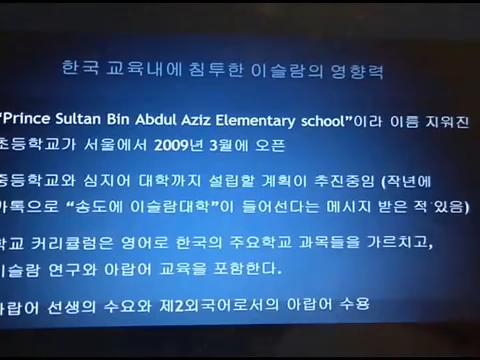 한국 교육내에 침투한 이슬람의 영향력
"Prince Sultan Bin Abdul Aziz Elementary school"이라 이름 지워진
초등학교가 서울에서 2009년 3월에 오픈
중등학교와 심지어 대학까지 설립할 계획이 추진중임 (작년에
카톡으로 "송도에 이슬람대학"이 들어선다는 메시지 받은 적 있음)
학교 커리큘럼은 영어로 한국의 주요학교 과목들을 가르치고,
이슬람 연구와 아랍어 교육을 포함한다.
아랍어 선생의 수요와 제2외국어로서의 아랍어 수용